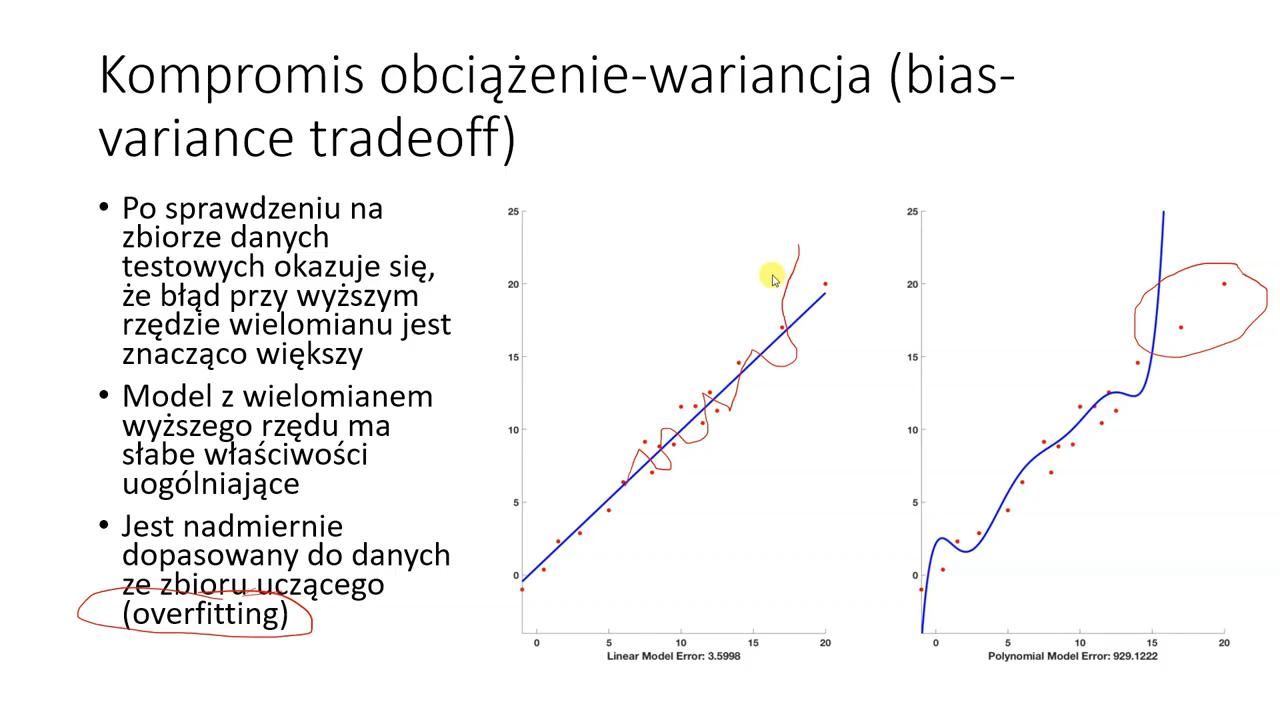 Kompromis obciążenie-wariancja (bias-
variance tradeoff)
• Po sprawdzeniu na
zbiorze danych
testowych okazuje się,
że błąd przy wyższym
rzędzie wielomianu jest
znacząco większy
• Model z wielomianem
wyższego rzędu ma
słabe właściwości
uogólniające
• Jest nadmiernie
dopasowany do danych
ze zbioru uczącego
(overfitting)
25
20
15
10
5
0
0 5 10 15 20
Linear Model Error: 3.5998
25
20
15
10
5
0
0 5 10 15 20
Polynomial Model Error: 929.1222